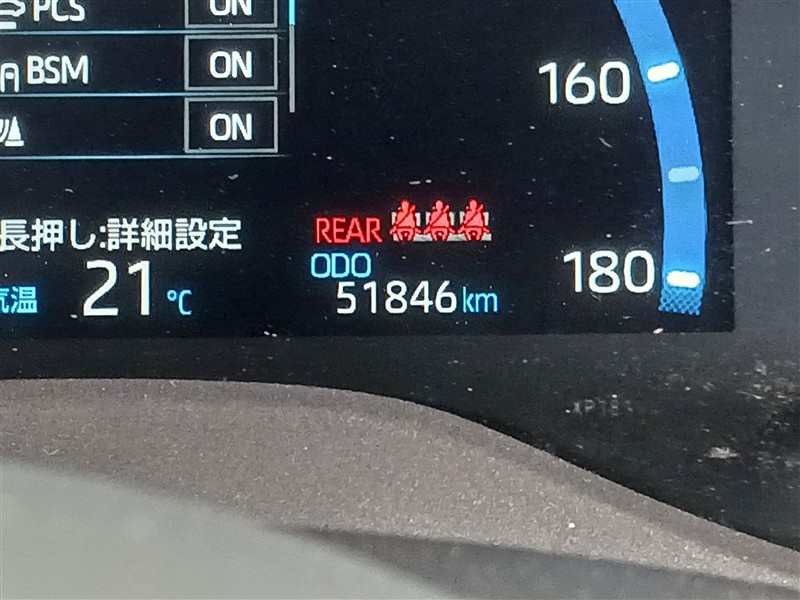 PCS ON
BSM ON
ON
160
長押し:詳細設定
REAR
ODO
180
気温 21 ℃
51846 km